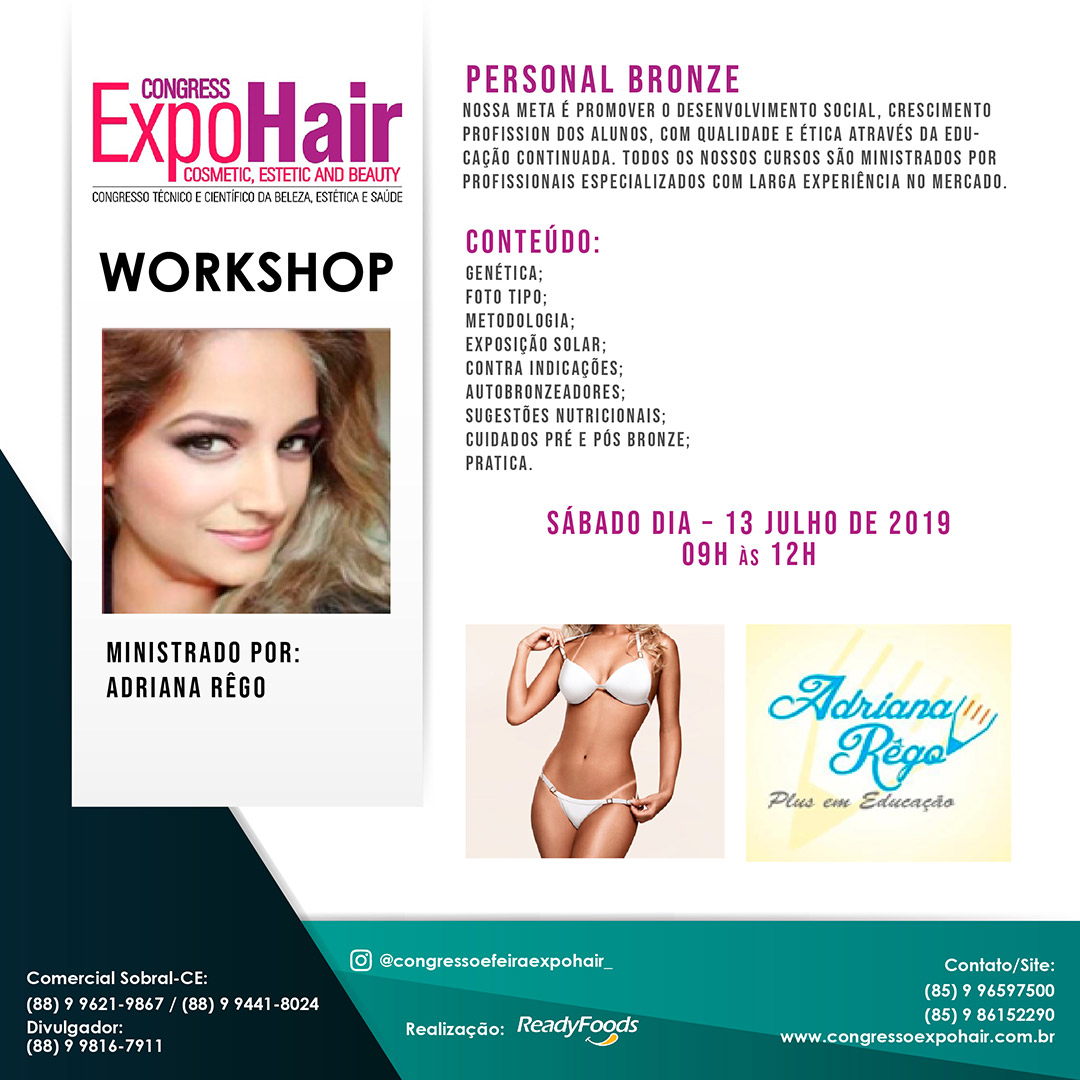 CONGRESS
ExpoHair
COSMETIC, ESTETIC AND BEAUTY
CONGRESSO TÉCNICO E CIENTÍFICO DA BELEZA, ESTÉTICA E SAÚDE
WORKSHOP
MINISTRADO POR:
ADRIANA RÊGO
PERSONAL BRONZE
NOSSA META É PROMOVER O DESENVOLVIMENTO SOCIAL, CRESCIMENTO
PROFISSION DOS ALUNOS, COM QUALIDADE E ÉTICA ATRAVÉS DA EDU-
CAÇÃO CONTINUADA. TODOS OS NOSSOS CURSOS SÃO MINISTRADOS POR
PROFISSIONAIS ESPECIALIZADOS COM LARGA EXPERIÊNCIA NO MERCADO.
CONTEÚDO:
GENÉTICA;
FOTO TIPO;
METODOLOGIA;
EXPOSIÇÃO SOLAR;
CONTRA INDICAÇÕES;
AUTOBRONZEADORES;
SUGESTÕES NUTRICIONAIS;
CUIDADOS PRÉ E PÓS BRONZE;
PRATICA.
SÁBADO DIA – 13 JULHO DE 2019
09H ÀS 12H
Adriana
Rêgo
Plus em Educação
Comercial Sobral-CE:
(88) 9 9621-9867 / (88) 9 9441-8024
Divulgador:
(88) 9 9816-7911
@congressoefeiraexpohair_
Realização: ReadyFoods
Contato/Site:
(85) 9 96597500
(85) 9 86152290
www.congressoexpohair.com.br